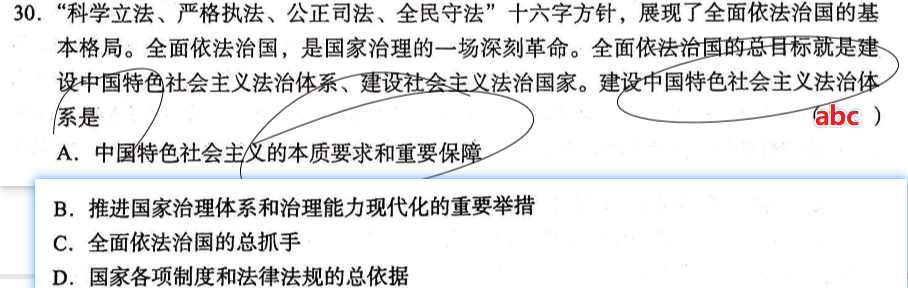 30. “科学立法、严格执法、公正司法、全民守法”十六字方针，展现了全面依法治国的基
本格局。全面依法治国，是国家治理的一场深刻革命。全面依法治国的总目标就是建
设中国特色社会主义法治体系、建设社会主义法治国家。建设中国特色社会主义法治体
系是 （abc ）
A. 中国特色社会主义的本质要求和重要保障
B. 推进国家治理体系和治理能力现代化的重要举措
C. 全面依法治国的总抓手
D. 国家各项制度和法律法规的总依据